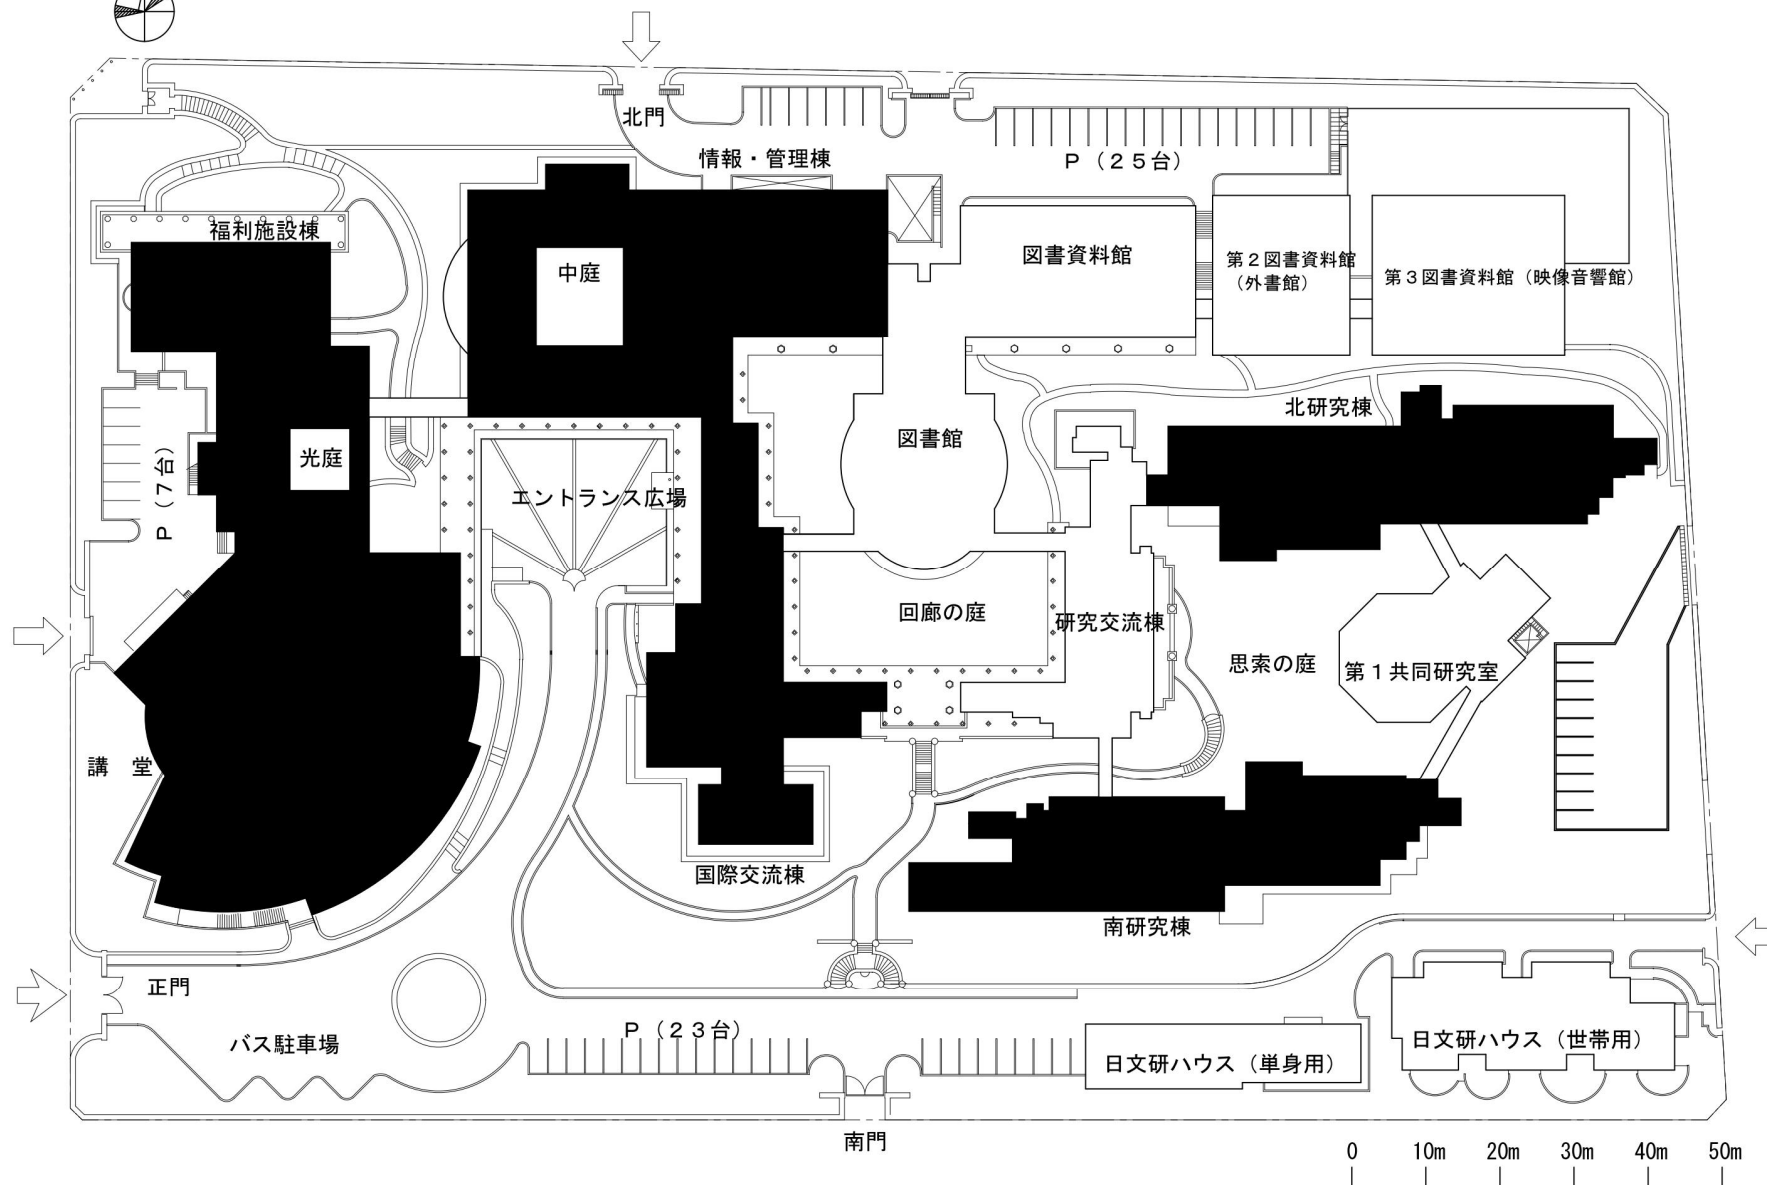 北門
情報・管理棟
P（２５台）
福利施設棟
中庭
図書資料館
第２図書資料館
（外書館）
第３図書資料館（映像音響館）
北研究棟
図書館
光庭
P（7台）
エントランス広場
回廊の庭
研究交流棟
思索の庭
第１共同研究室
講　堂
国際交流棟
南研究棟
正門
バス駐車場
P（２３台）
日文研ハウス（単身用）
日文研ハウス（世帯用）
南門
0 10m 20m 30m 40m 50m